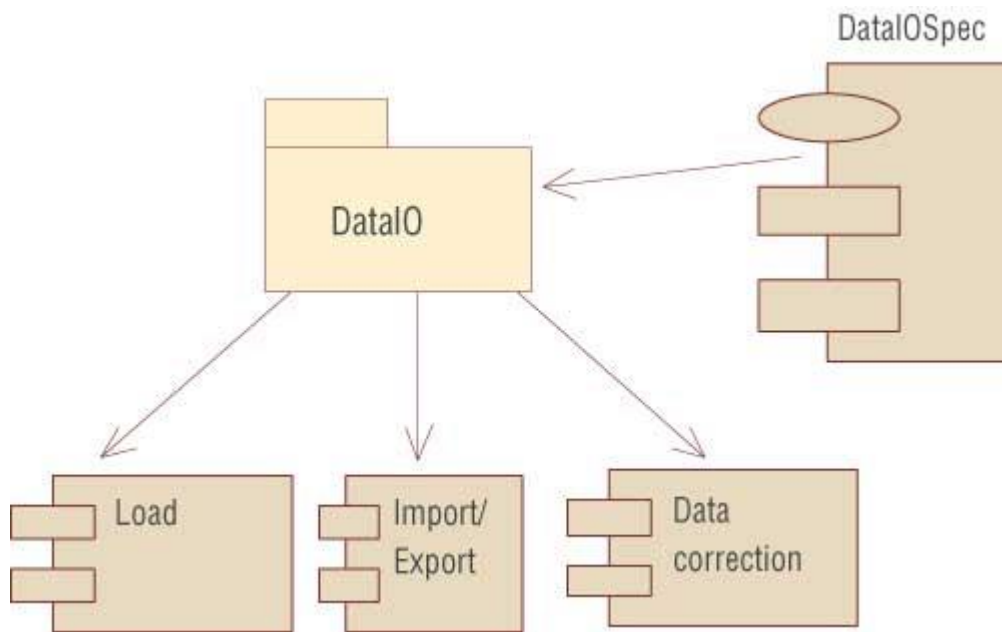 DataIOSpec
DataIO
Load
Import/
Export
Data
correction